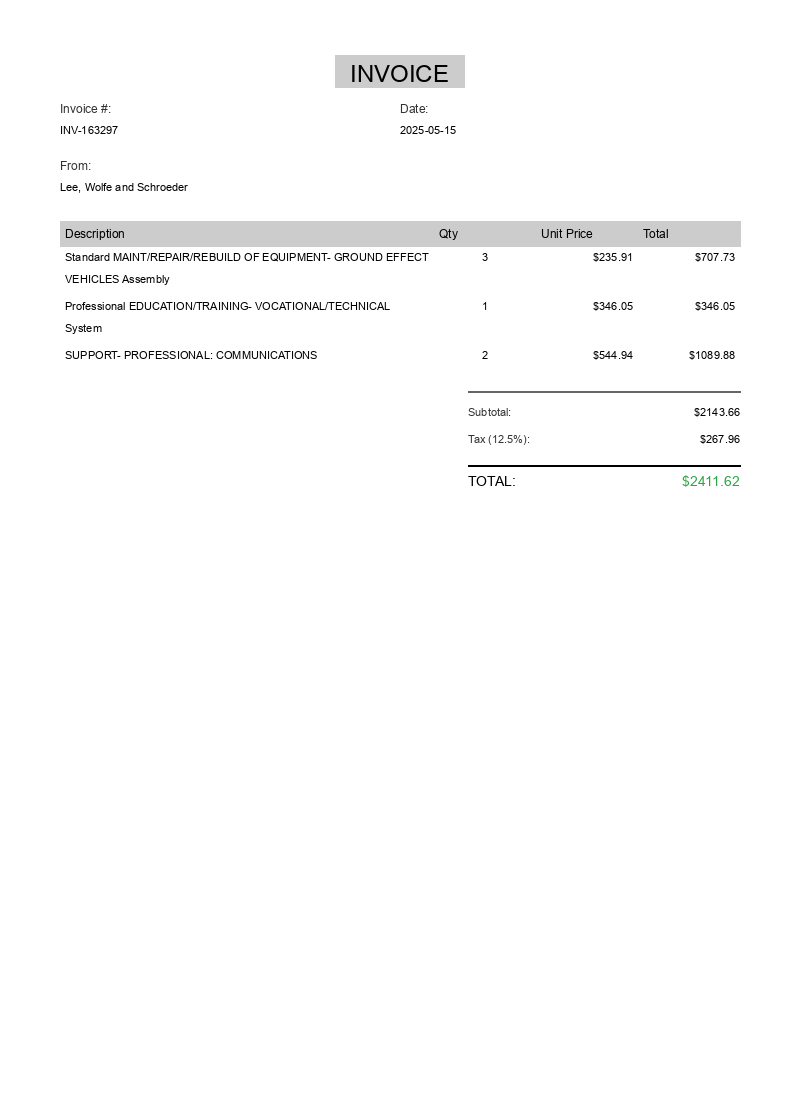 INVOICE
Invoice #: Date:
INV-163297 2025-05-15
From:
Lee, Wolfe and Schroeder
Description Qty Unit Price Total
Standard MAINT/REPAIR/REBUILD OF EQUIPMENT- GROUND EFFECT 3 $235.91 $707.73
VEHICLES Assembly
Professional EDUCATION/TRAINING- VOCATIONAL/TECHNICAL 1 $346.05 $346.05
System
SUPPORT- PROFESSIONAL: COMMUNICATIONS 2 $544.94 $1089.88
Subtotal: $2143.66
Tax (12.5%): $267.96
TOTAL: $2411.62